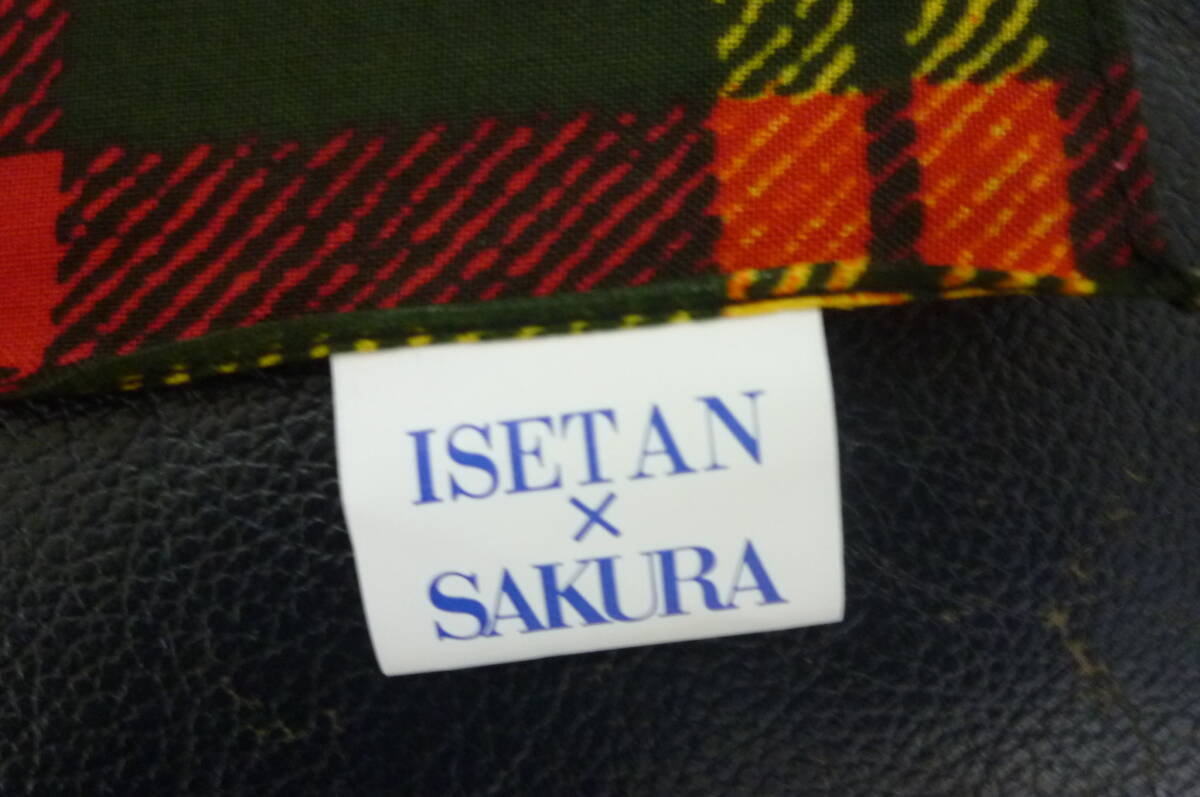 ISETAN
×
SAKURA